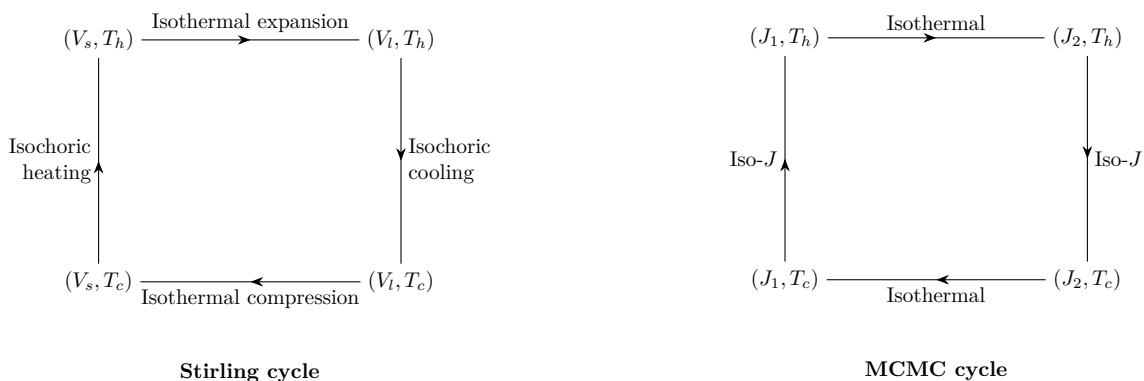 Isothermal expansion
(V_s, T_h)
(V_l, T_h)
Isochoric
heating
Isochoric
cooling
(V_s, T_c)
(V_l, T_c)
Isothermal compression
Stirling cycle
Isothermal
(J_1, T_h)
(J_2, T_h)
Iso-J
Iso-J
(J_1, T_c)
(J_2, T_c)
Isothermal
MCMC cycle